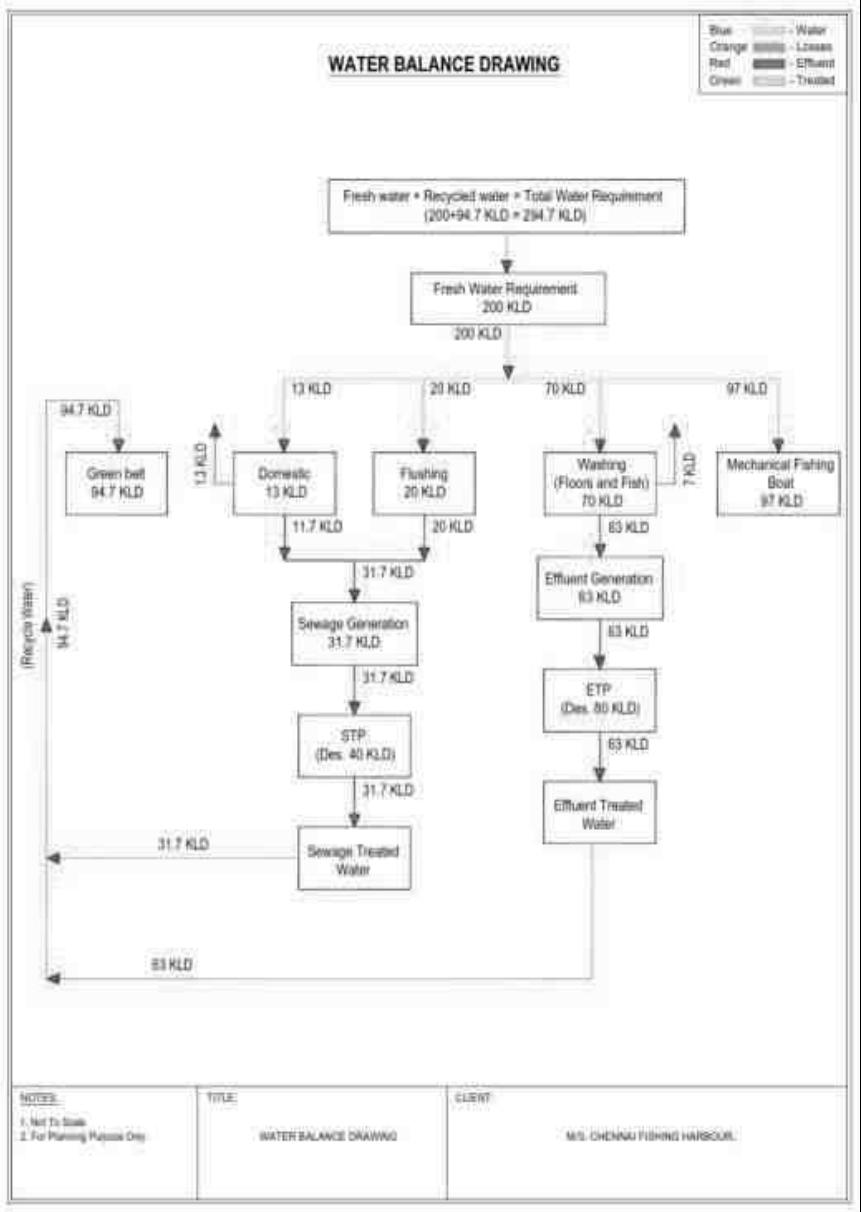 Blue - Water
Orange - Losses
Red - Effluent
Green - Treated
WATER BALANCE DRAWING
Fresh water + Recycled water = Total Water Requirement
(200+94.7 KLD = 294.7 KLD)
Fresh Water Requirement
200 KLD
200 KLD
13 KLD
20 KLD
70 KLD
97 KLD
94.7 KLD
Green belt
94.7 KLD
1.3 KLD
Domestic
13 KLD
Flushing
20 KLD
Washing
(Floors and Fish)
70 KLD
7 KLD
Mechanical Fishing
Boat
97 KLD
11.7 KLD
20 KLD
63 KLD
31.7 KLD
Effluent Generation
63 KLD
(Recycle Water)
94.7 KLD
Sewage Generation
31.7 KLD
63 KLD
31.7 KLD
ETP
(Des. 80 KLD)
STP
(Des. 40 KLD)
63 KLD
31.7 KLD
Effluent Treated
Water
31.7 KLD
Sewage Treated
Water
63 KLD
NOTES:
1. Not To Scale
2. For Planning Purpose Only
TITLE:
WATER BALANCE DRAWING
CLIENT:
M/S. CHENNAI FISHING HARBOUR.